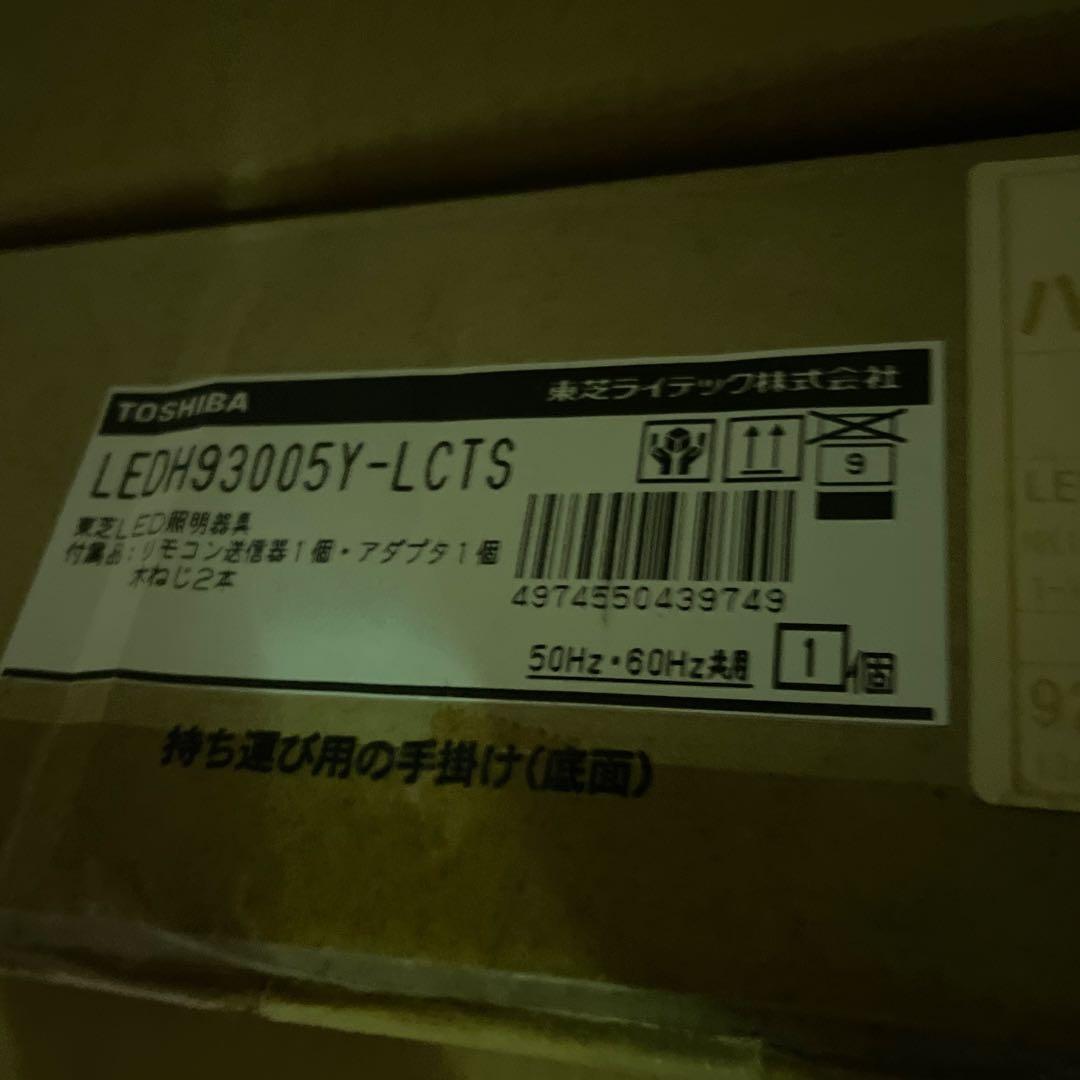 TOSHIBA
東芝ライテック株式会社
LEDH93005Y-LCTS
9
東芝LED照明器具
付属品:リモコン送信器1個・アダプタ1個
木ねじ2本
4974550439749
50Hz・60Hz共用
1 個
持ち運び用の手掛け(底面)
LE